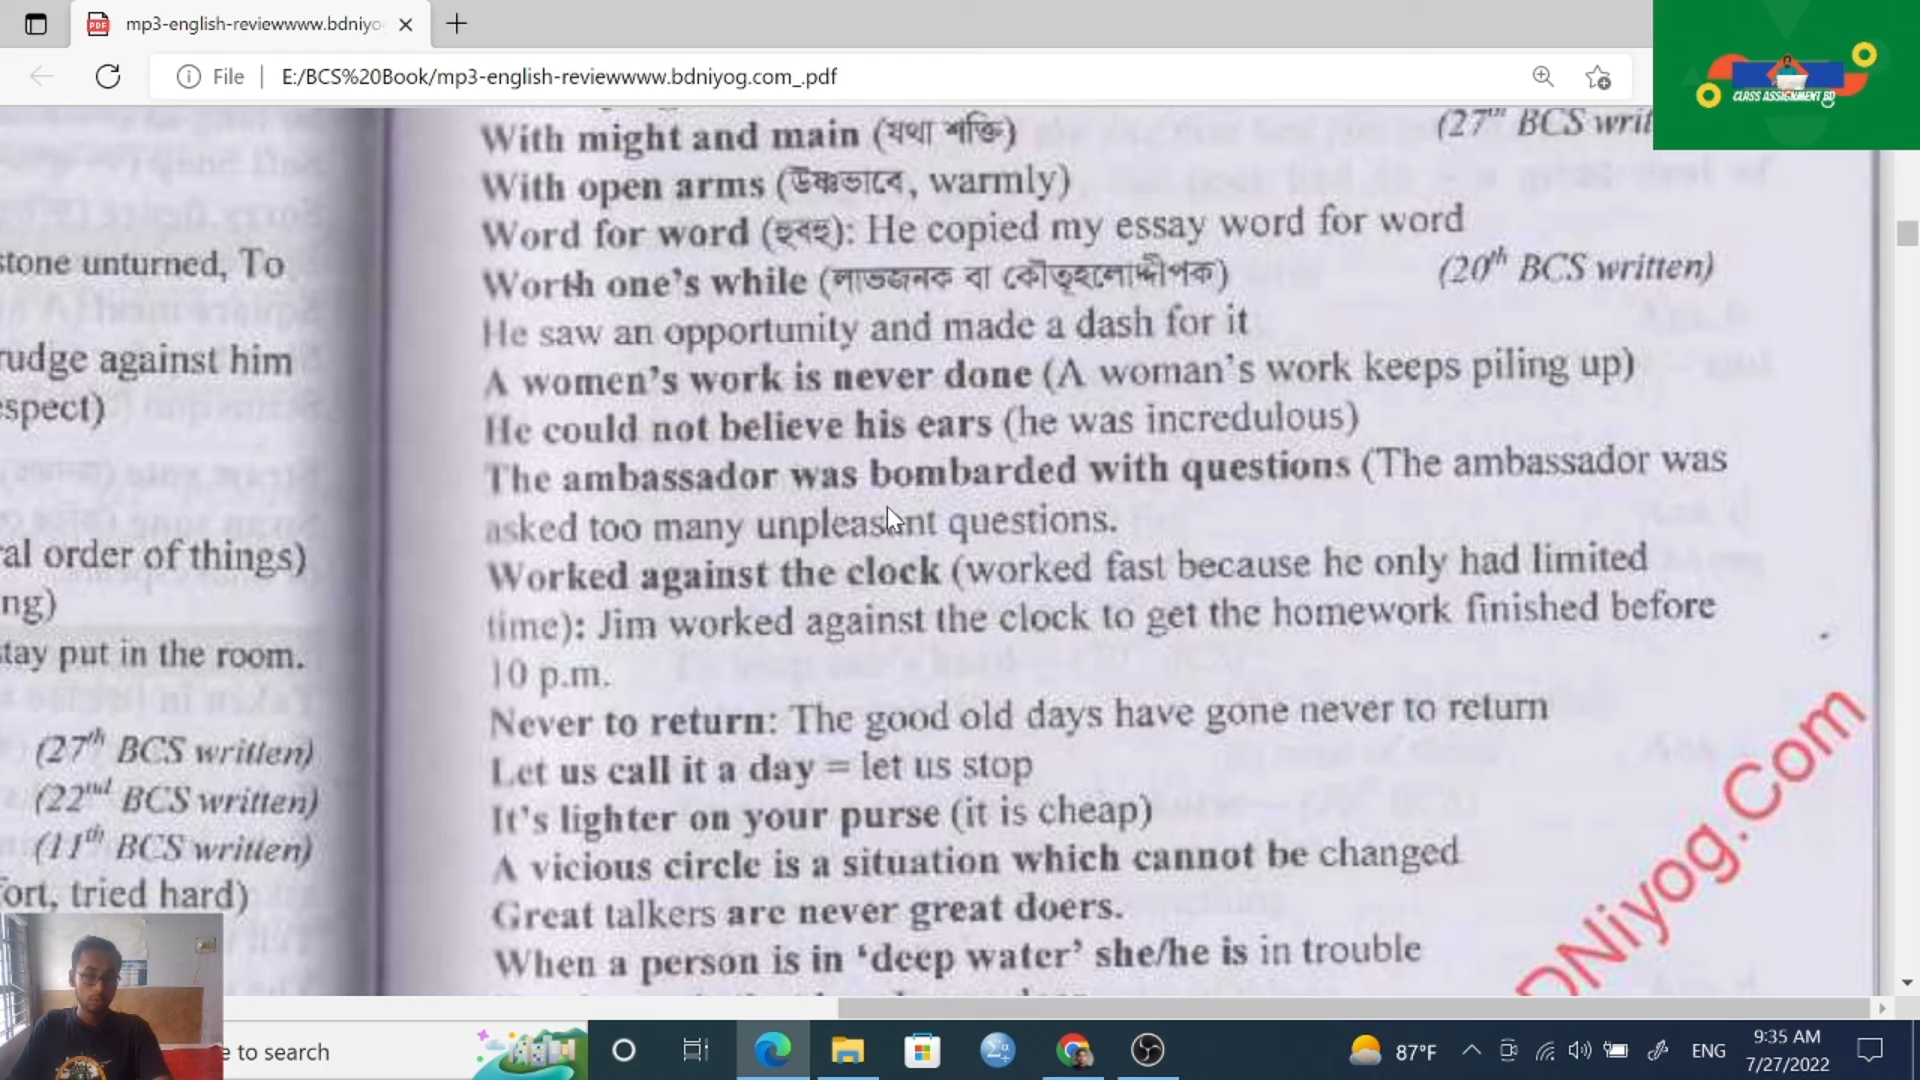 mp3-english-reviewwww.bdniyo
File
E:/BCS%20Book/mp3-english-reviewwww.bdniyog.com_.pdf
CLASS ASSIGNMENT BD
stone unturned, To
rudge against him
espect)
ral order of things)
ng)
tay put in the room.
(27th BCS written)
(22nd BCS written)
(11th BCS written)
fort, tried hard)
With might and main (যথা শক্তি) (27th BCS writ
With open arms (উষ্ণভাবে, warmly)
Word for word (হুবহু): He copied my essay word for word
Worth one's while (লাভজনক বা কৌতূহলোদ্দীপক) (20th BCS written)
He saw an opportunity and made a dash for it
A women's work is never done (A woman's work keeps piling up)
He could not believe his ears (he was incredulous)
The ambassador was bombarded with questions (The ambassador was
asked too many unpleasant questions.
Worked against the clock (worked fast because he only had limited
time): Jim worked against the clock to get the homework finished before
10 p.m.
Never to return: The good old days have gone never to return
Let us call it a day = let us stop
It's lighter on your purse (it is cheap)
A vicious circle is a situation which cannot be changed
Great talkers are never great doers.
When a person is in ‘deep water’ she/he is in trouble
DNiyog.Com
e to search
87°F
ENG
9:35 AM
7/27/2022